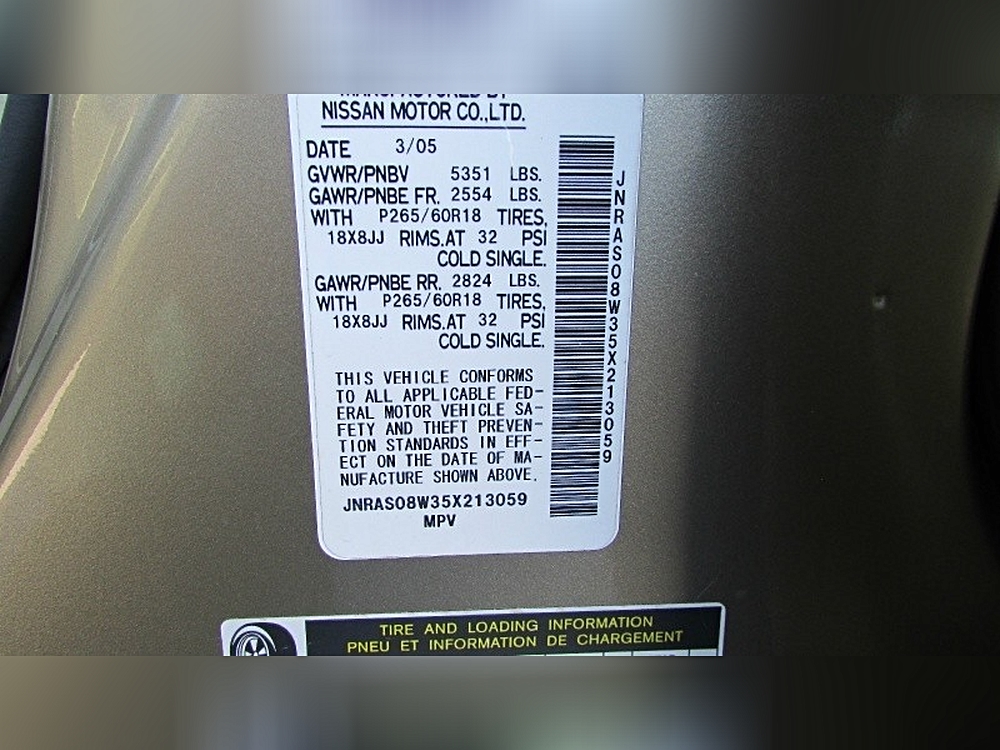 MANUFACTURED BY
NISSAN MOTOR CO.,LTD.
DATE 3/05
GVWR/PNBV 5351 LBS.
GAWR/PNBE FR. 2554 LBS.
WITH P265/60R18 TIRES,
18X8JJ RIMS.AT 32 PSI
COLD SINGLE.
GAWR/PNBE RR. 2824 LBS.
WITH P265/60R18 TIRES,
18X8JJ RIMS.AT 32 PSI
COLD SINGLE.
THIS VEHICLE CONFORMS
TO ALL APPLICABLE FED-
ERAL MOTOR VEHICLE SA-
FETY AND THEFT PREVEN-
TION STANDARDS IN EFF-
ECT ON THE DATE OF MA-
NUFACTURE SHOWN ABOVE.
JNRAS08W35X213059
MPV
JNRAS08W35X213059
TIRE AND LOADING INFORMATION
PNEU ET INFORMATION DE CHARGEMENT